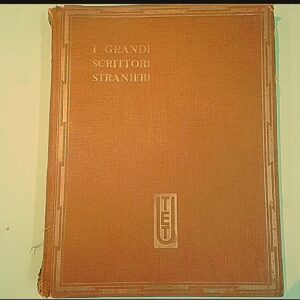 I GRANDI
SCRITTORI
STRANIERI
UTET